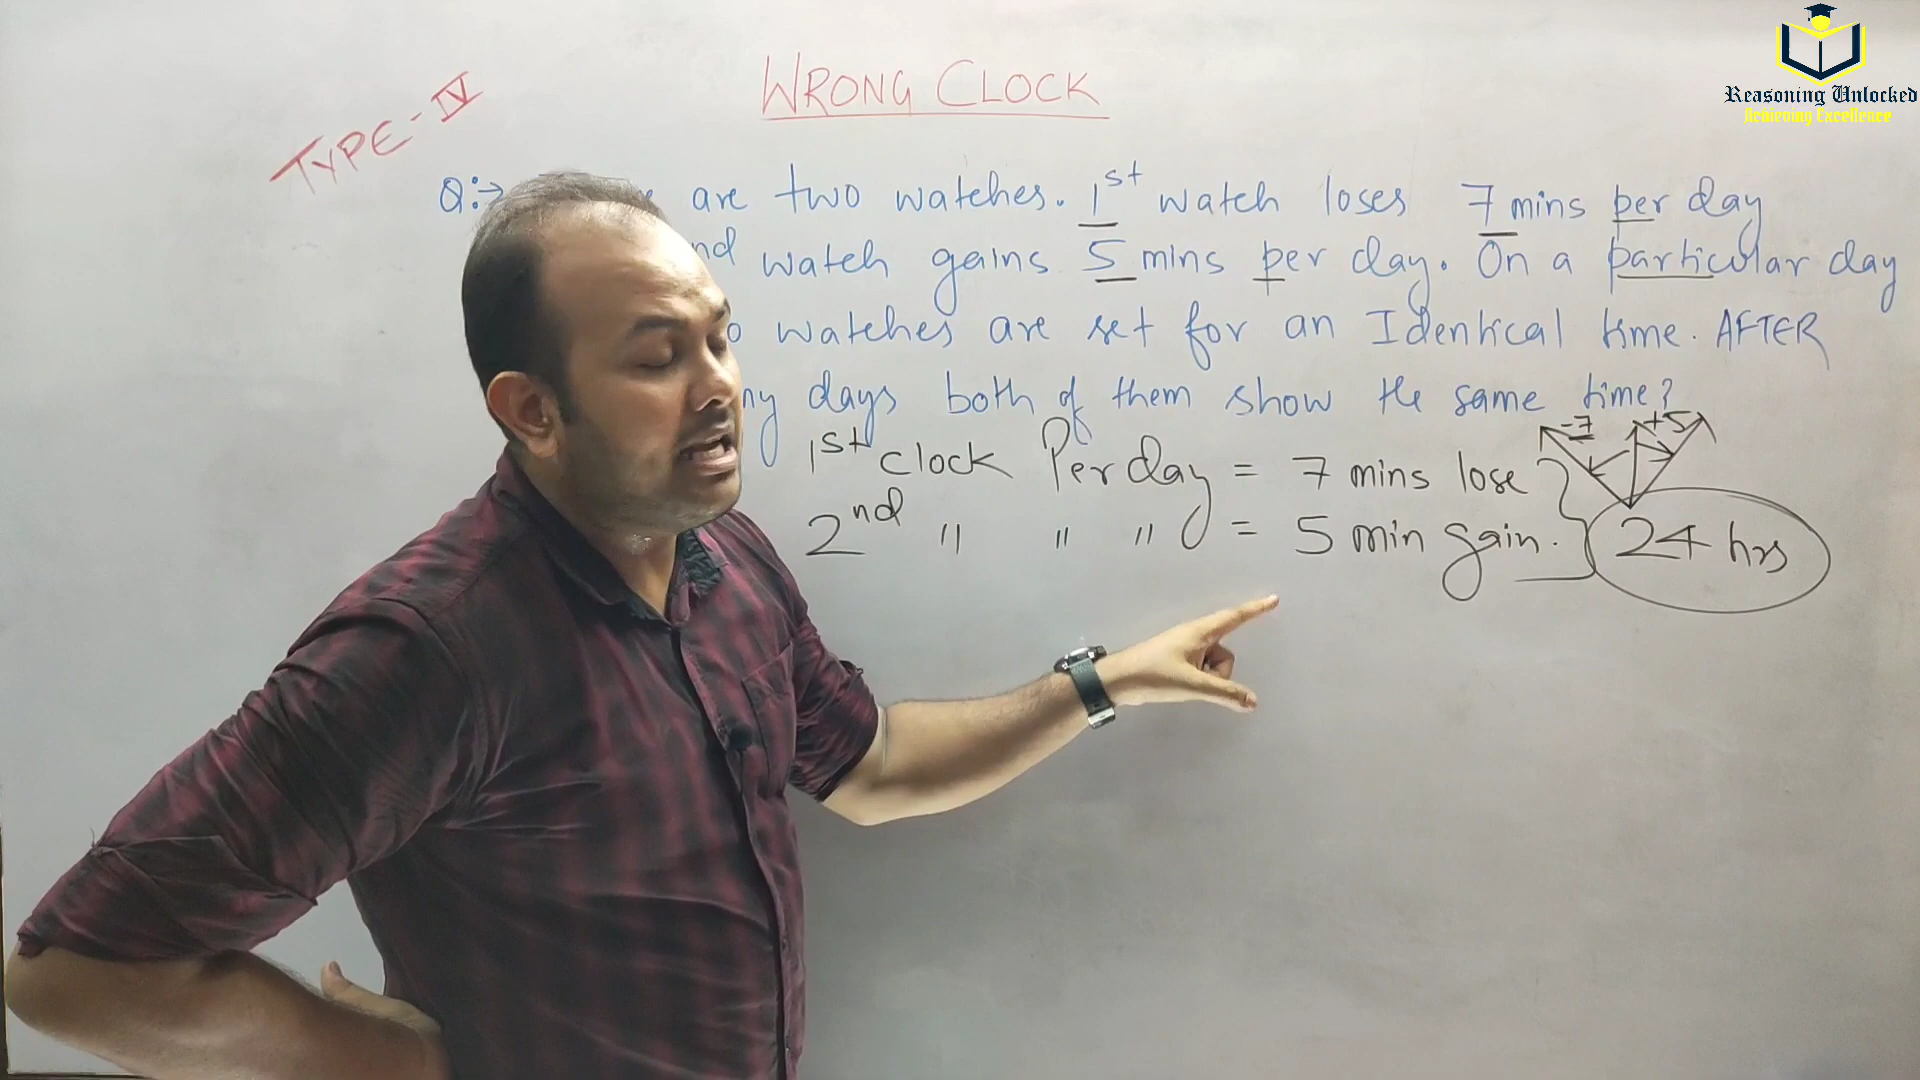 Reasoning Unlocked
Achieving Excellence
WRONG CLOCK
TYPE-IV
Q:→ are two watches. 1st watch loses 7 mins per day
nd watch gains 5 mins per day. On a particular day
watches are set for an Identical time. AFTER
days both of them show the same time?
-7 +5
1st clock Per day = 7 mins lose
2nd " " " = 5 min gain.
24 hrs